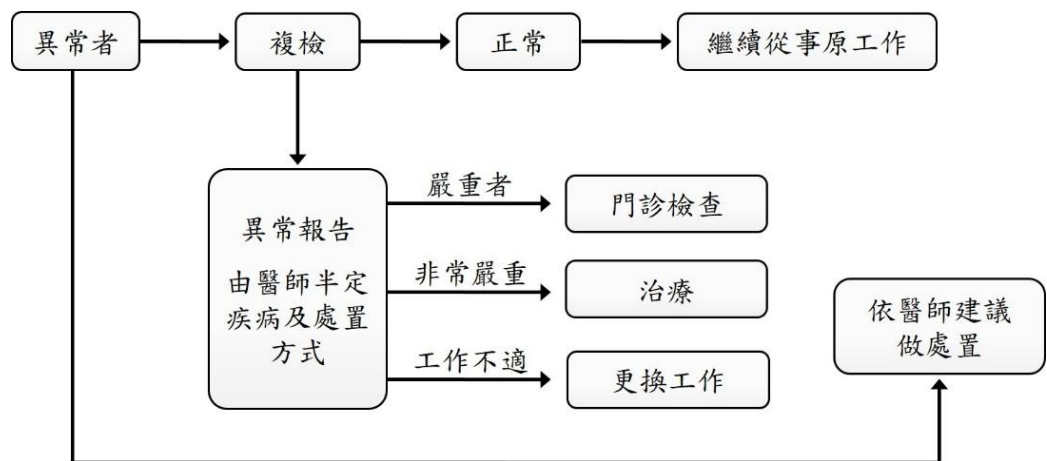 異常者
複檢
正常
繼續從事原工作
異常報告
由醫師半定
疾病及處置
方式
嚴重者
門診檢查
非常嚴重
治療
工作不適
更換工作
依醫師建議
做處置